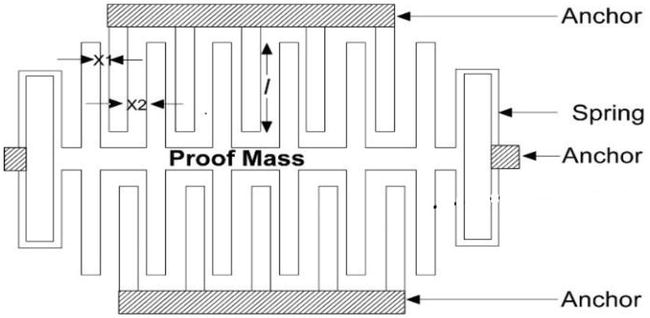 Anchor
X1
l
X2
Spring
Proof Mass
Anchor
Anchor